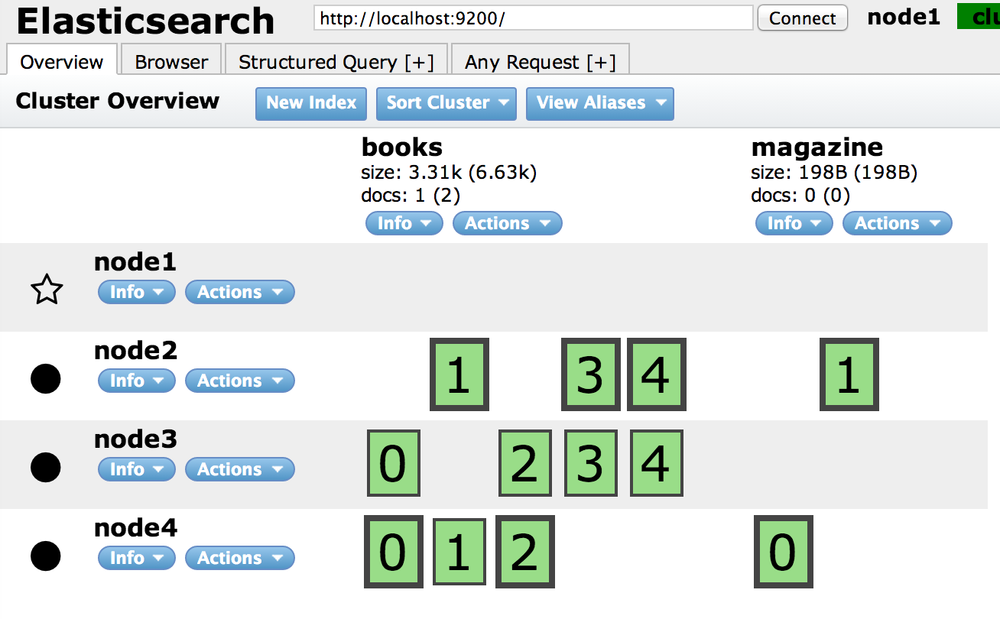 Elasticsearch http://localhost:9200/ Connect node1 clu
Overview Browser Structured Query [+] Any Request [+]
Cluster Overview New Index Sort Cluster View Aliases
books magazine
size: 3.31k (6.63k) size: 198B (198B)
docs: 1 (2) docs: 0 (0)
Info Actions Info Actions
node1
Info Actions
node2
Info Actions 1 3 4 1
node3
Info Actions 0 2 3 4
node4
Info Actions 0 1 2 0